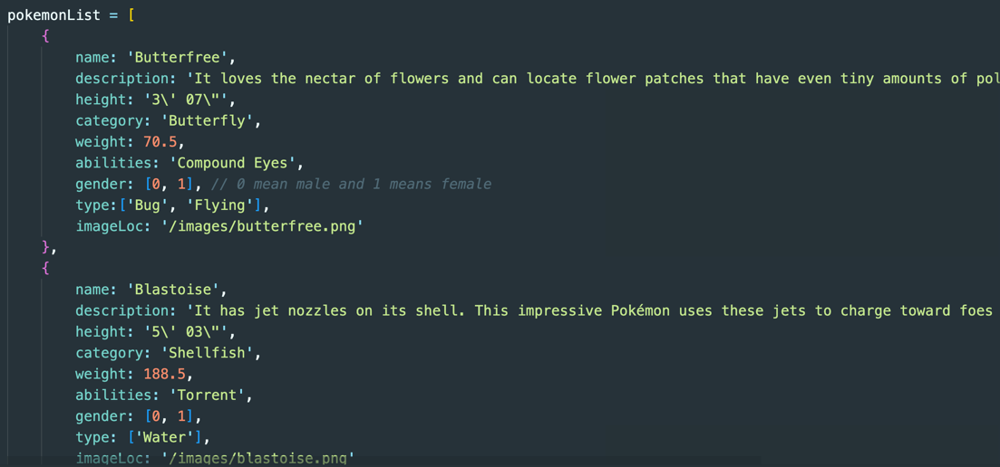 pokemonList = [
{
name: 'Butterfree',
description: 'It loves the nectar of flowers and can locate flower patches that have even tiny amounts of pol
height: '3\' 07\"',
category: 'Butterfly',
weight: 70.5,
abilities: 'Compound Eyes',
gender: [0, 1], // 0 mean male and 1 means female
type:['Bug', 'Flying'],
imageLoc: '/images/butterfree.png'
},
{
name: 'Blastoise',
description: 'It has jet nozzles on its shell. This impressive Pokémon uses these jets to charge toward foes
height: '5\' 03\"',
category: 'Shellfish',
weight: 188.5,
abilities: 'Torrent',
gender: [0, 1],
type: ['Water'],
imageLoc: '/images/blastoise.png'